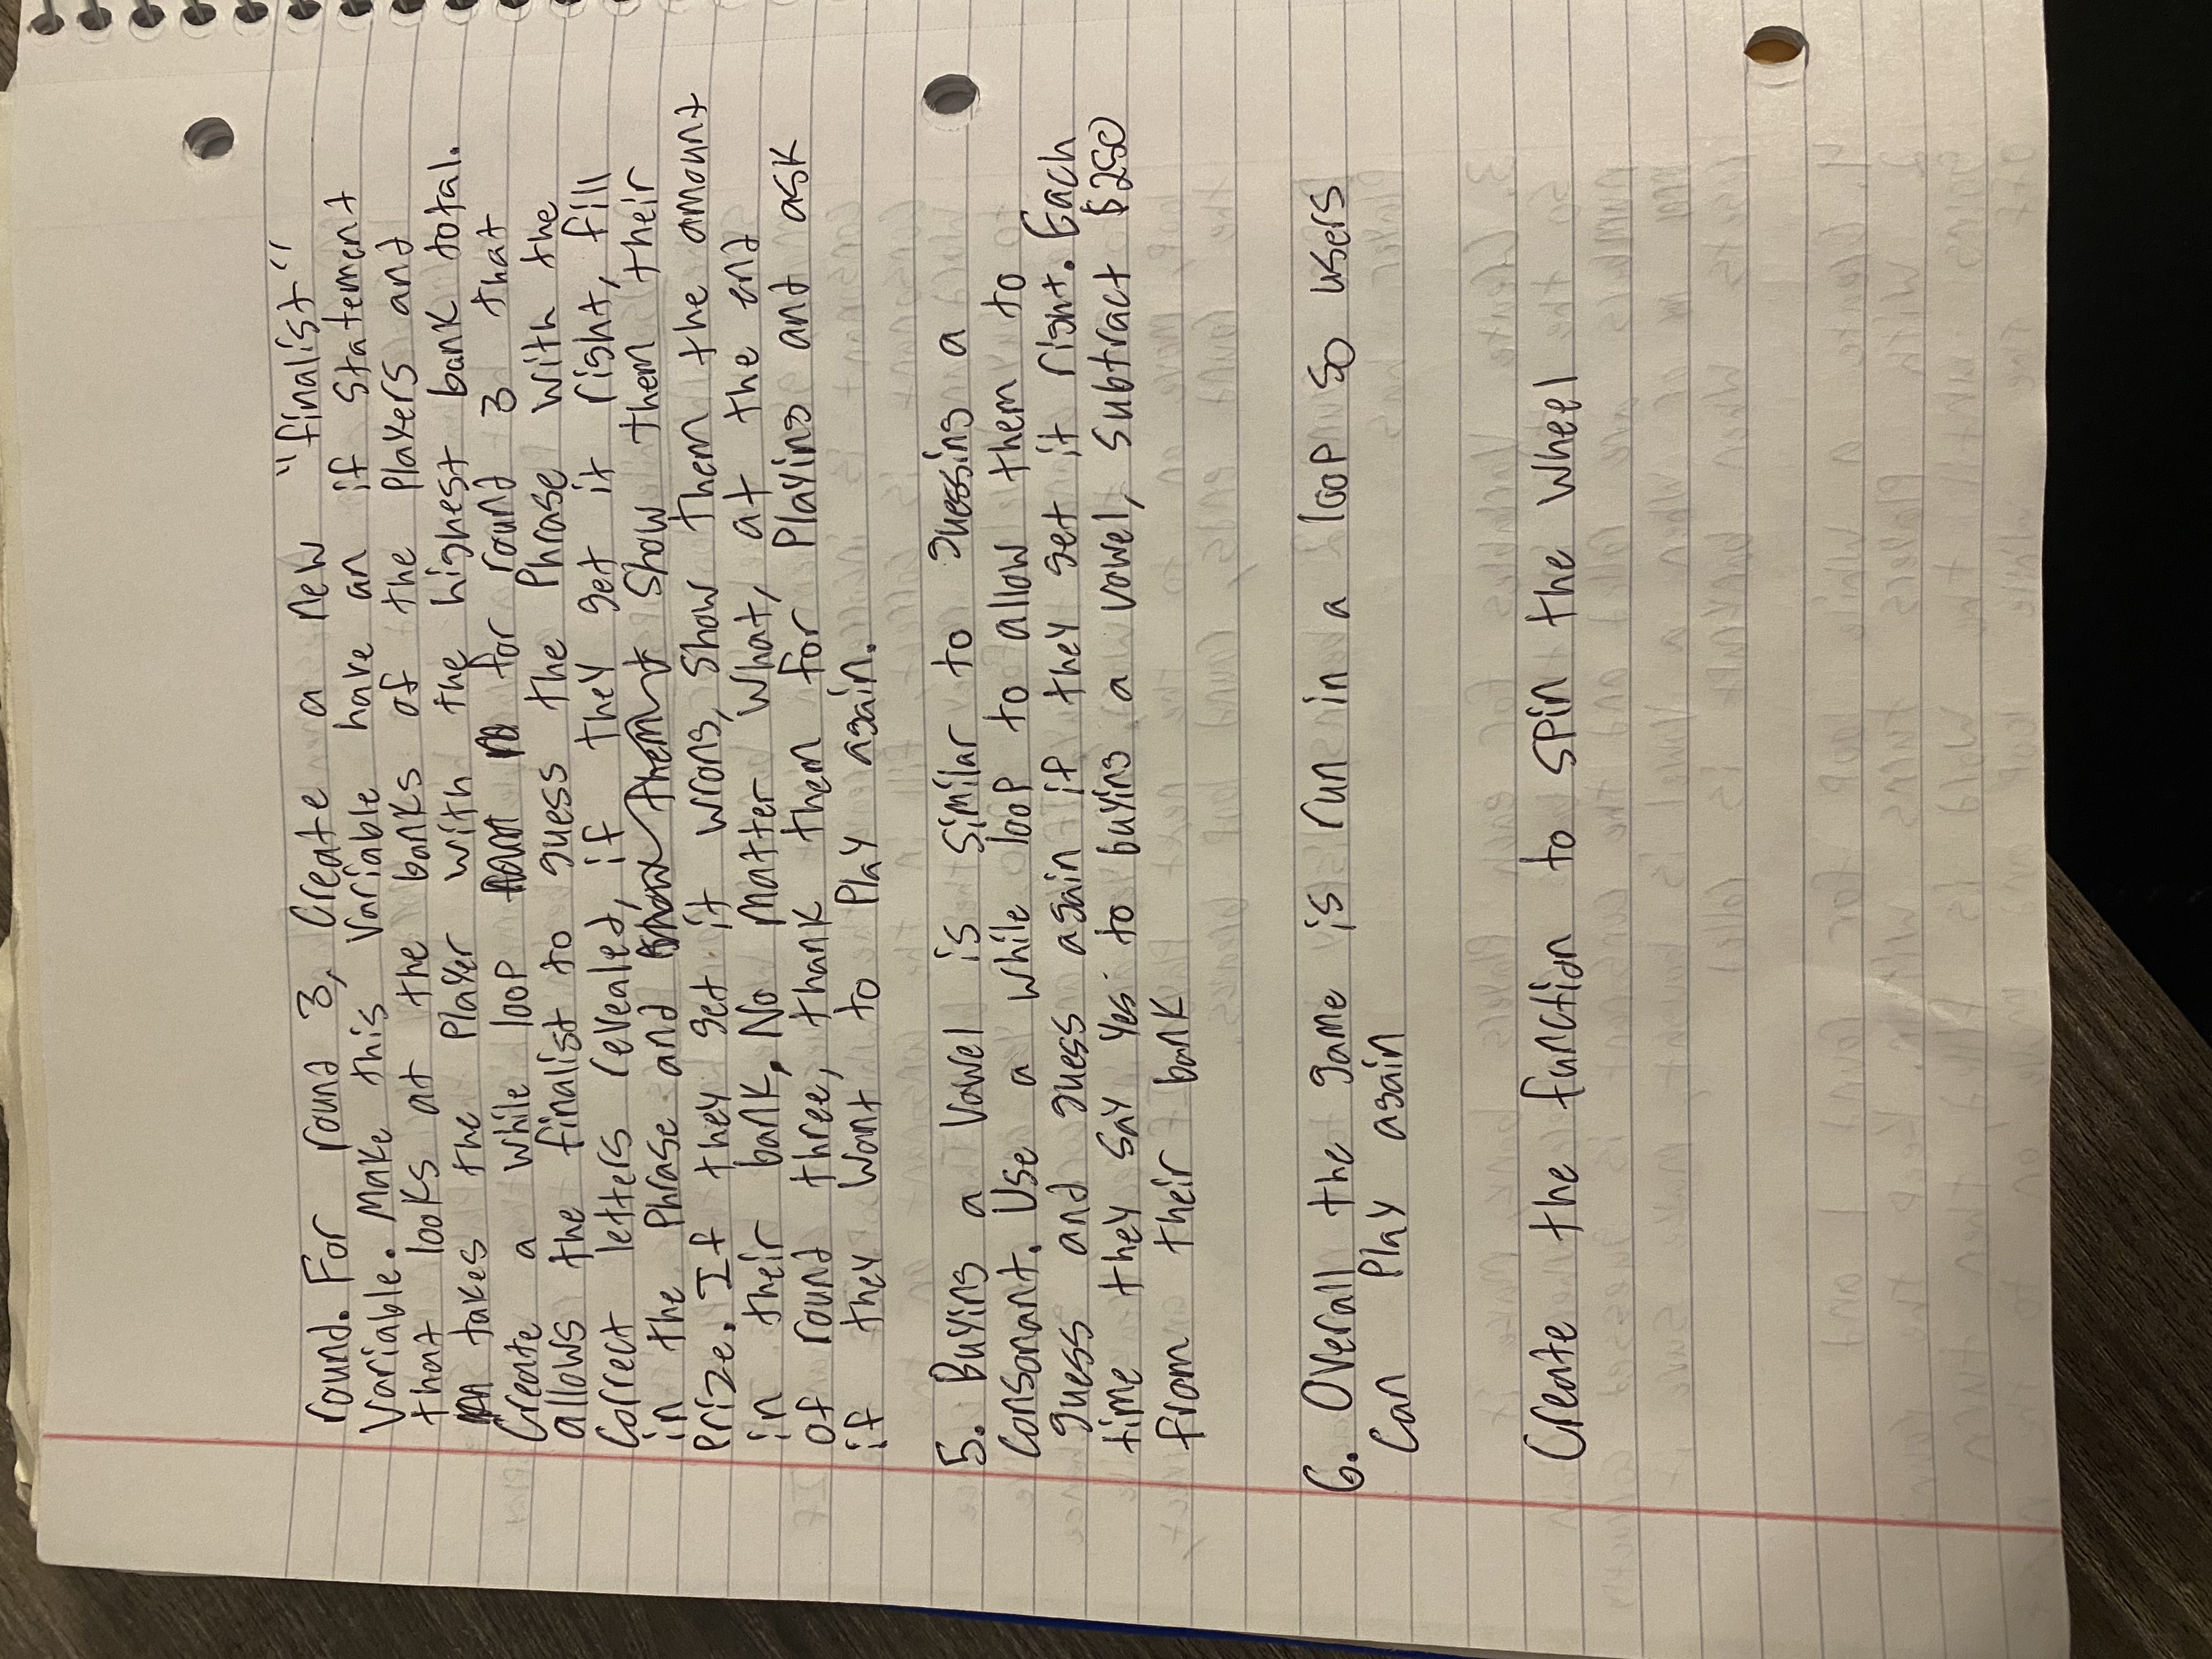 round. For round 3, Create a new "finalist"
Variable. Make this Variable have an if Statement
that looks at the banks of the Players and
takes the Player with the highest bank total.
Create a while loop for round 3 that
allows the finalist to guess the Phrase with the
Correct letters revealed, if they get it right, fill
in the Phrase and show them their
Prize. If they get it wrong, show them the amount
in their bank. No matter what, at the end
of round three, thank them for Playing and ask
if they want to Play again.
5. Buying a Vowel is similar to guessing a
Consonant. Use a while loop to allow them to
guess and guess again if they get it right. Each
time they say yes to buying a vowel, subtract $250
from their bank
6. Overall the game is run in a loop so users
Can Play again
Create the function to spin the wheel